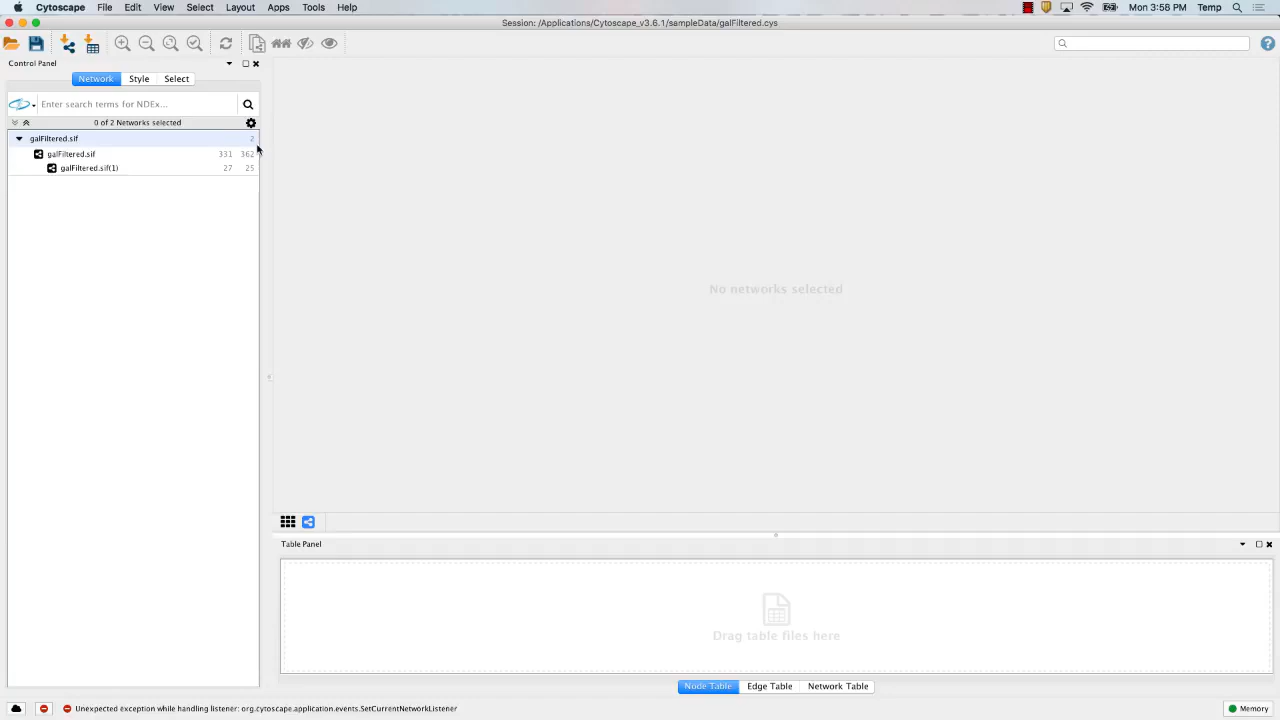 Cytoscape File Edit View Select Layout Apps Tools Help Mon 3:58 PM Temp
Session: /Applications/Cytoscape_v3.6.1/sampleData/galFiltered.cys
Control Panel
Network Style Select
Enter search terms for NDEx...
0 of 2 Networks selected
galFiltered.sif 2
galFiltered.sif 331 362
galFiltered.sif(1) 27 25
No networks selected
Table Panel
Drag table files here
Node Table Edge Table Network Table
Unexpected exception while handling listener: org.cytoscape.application.events.SetCurrentNetworkListener
Memory